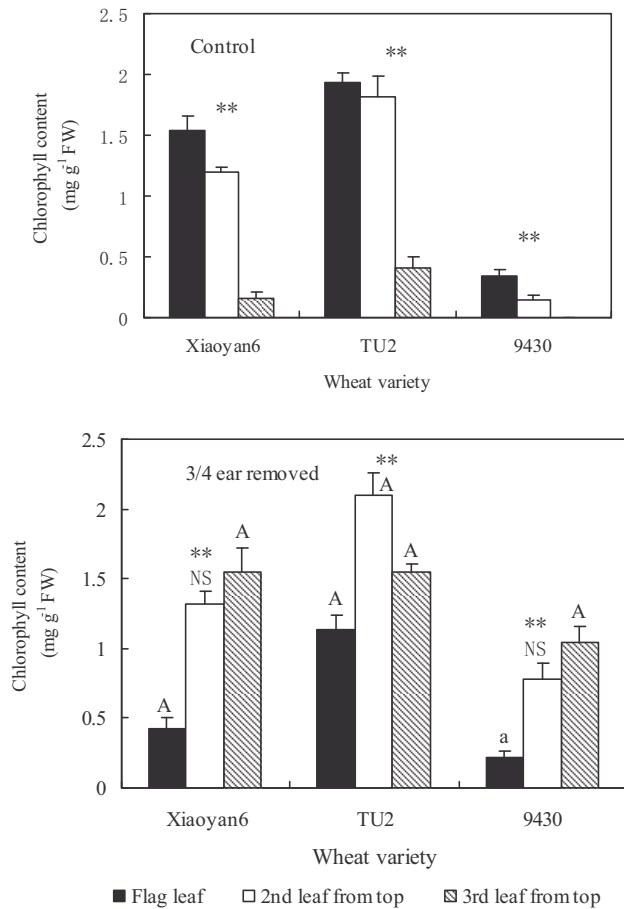 2.5
Control
**
2
**
1.5
1
**
0.5
0
Chlorophyll content
(mg g⁻¹ FW)
Xiaoyan6 TU2 9430
Wheat variety
2.5
3/4 ear removed
**
A
2
A
**
NS
A
1.5
A
**
NS
A
1
A
0.5
a
0
Chlorophyll content
(mg g⁻¹ FW)
Xiaoyan6 TU2 9430
Wheat variety
Flag leaf 2nd leaf from top 3rd leaf from top